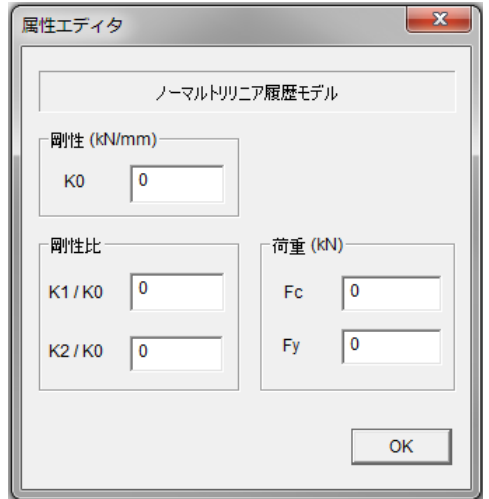 属性エディタ
ノーマルトリリニア履歴モデル
剛性 (kN/mm)
K0 0
剛性比
K1 / K0 0
K2 / K0 0
荷重 (kN)
Fc 0
Fy 0
OK